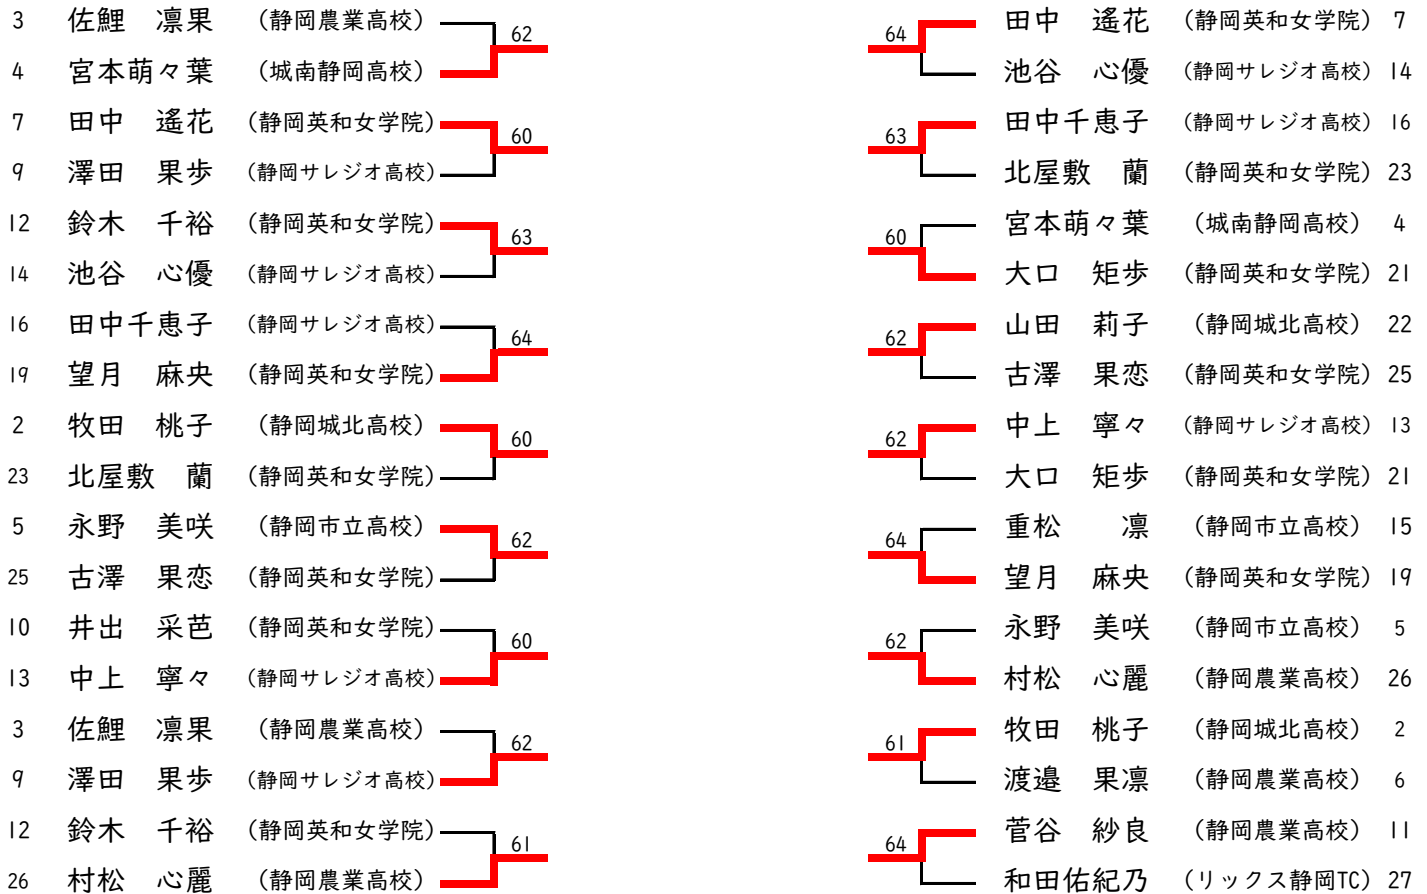 3 佐鯉　凛果 （静岡農業高校）
62
4 宮本萌々葉 （城南静岡高校）
7 田中　遙花 （静岡英和女学院）
60
9 澤田　果歩 （静岡サレジオ高校）
12 鈴木　千裕 （静岡英和女学院）
63
14 池谷　心優 （静岡サレジオ高校）
16 田中千恵子 （静岡サレジオ高校）
64
19 望月　麻央 （静岡英和女学院）
2 牧田　桃子 （静岡城北高校）
60
23 北屋敷　蘭 （静岡英和女学院）
5 永野　美咲 （静岡市立高校）
62
25 古澤　果恋 （静岡英和女学院）
10 井出　采芭 （静岡英和女学院）
60
13 中上　寧々 （静岡サレジオ高校）
3 佐鯉　凛果 （静岡農業高校）
62
9 澤田　果歩 （静岡サレジオ高校）
12 鈴木　千裕 （静岡英和女学院）
61
26 村松　心麗 （静岡農業高校）
田中　遙花 （静岡英和女学院） 7
64
池谷　心優 （静岡サレジオ高校） 14
田中千恵子 （静岡サレジオ高校） 16
63
北屋敷　蘭 （静岡英和女学院） 23
宮本萌々葉 （城南静岡高校） 4
60
大口　矩歩 （静岡英和女学院） 21
山田　莉子 （静岡城北高校） 22
62
古澤　果恋 （静岡英和女学院） 25
中上　寧々 （静岡サレジオ高校） 13
62
大口　矩歩 （静岡英和女学院） 21
重松　　凛 （静岡市立高校） 15
64
望月　麻央 （静岡英和女学院） 19
永野　美咲 （静岡市立高校） 5
62
村松　心麗 （静岡農業高校） 26
牧田　桃子 （静岡城北高校） 2
61
渡邉　果凛 （静岡農業高校） 6
菅谷　紗良 （静岡農業高校） 11
64
和田佑紀乃 （リックス静岡TC） 27